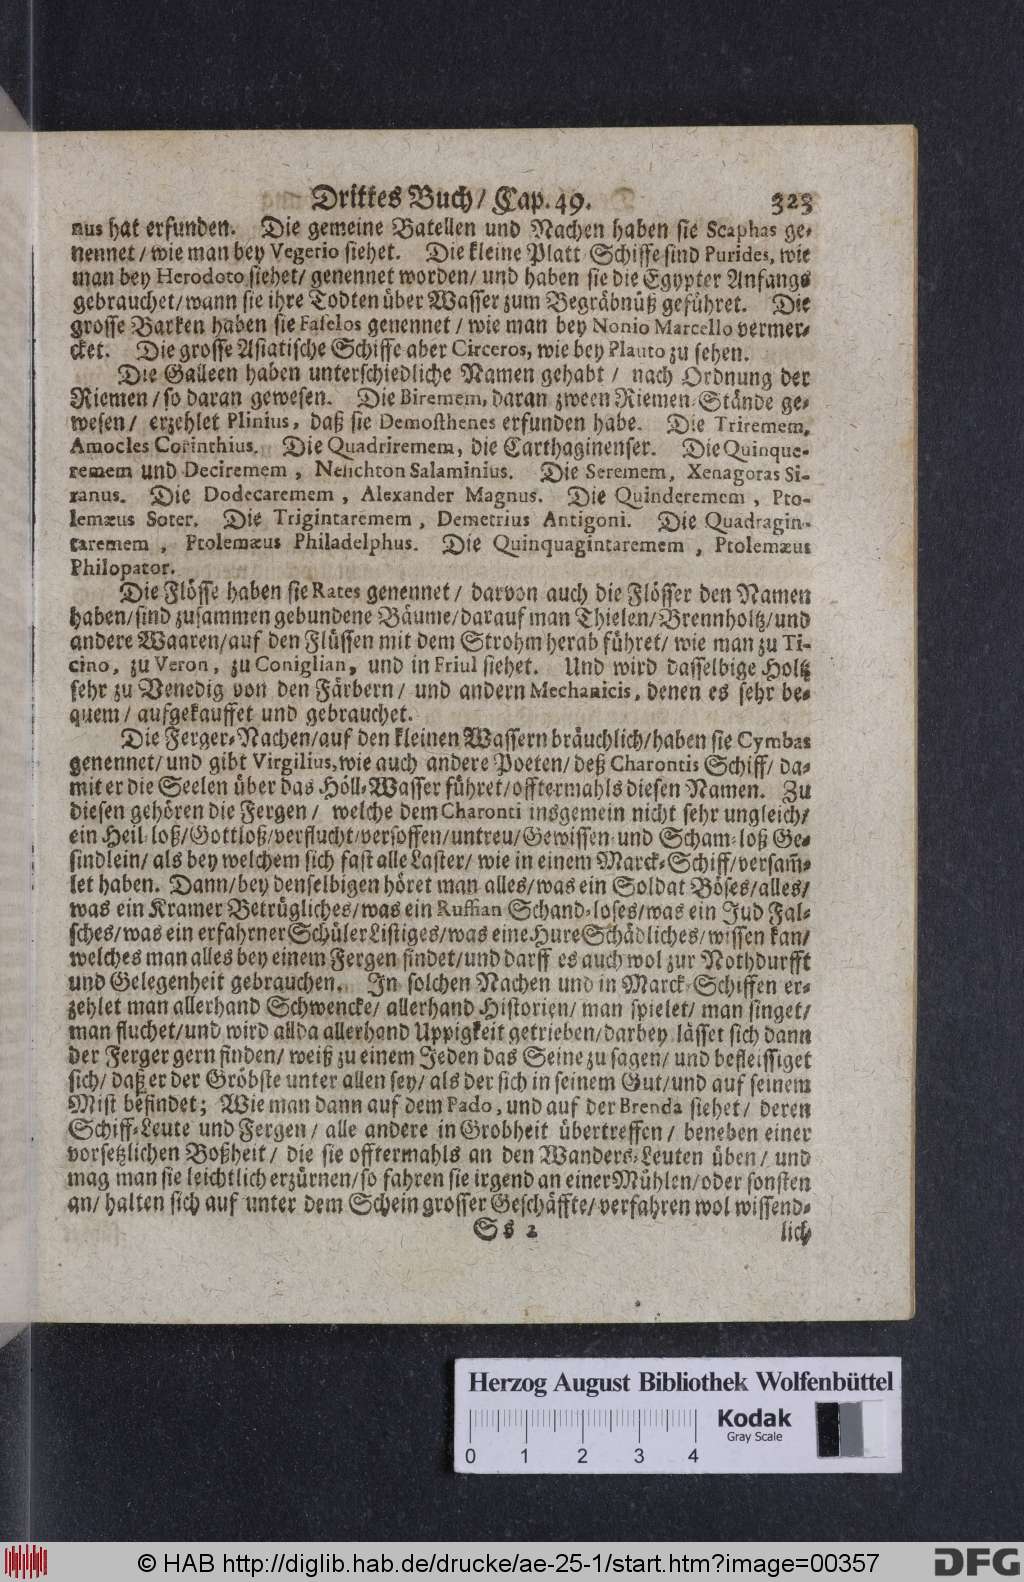 Drittes Buch/ Cap. 49. 323
nus hat erfunden. Die gemeine Batellen und Nachen haben sie Scaphas ge-
nennet/ wie man bey Vegerio siehet. Die kleine Platt-Schiffe sind Purides, wie
man bey Herodoto siehet/ genennet worden/ und haben sie die Egypter Anfangs
gebrauchet/ wann sie ihre Todten über Wasser zum Begräbnüß geführet. Die
grosse Barken haben sie Faselos genennet/ wie man bey Nonio Marcello vermer-
cket. Die grosse Asiatische Schiffe aber Circeros, wie bey Plauto zu sehen.
Die Galleen haben unterschiedliche Namen gehabt/ nach Ordnung der
Riemen/ so daran gewesen. Die Biremem, daran zween Riemen-Stände ge-
wesen/ erzehlet Plinius, daß sie Demosthenes erfunden habe. Die Triremem,
Amocles Corinthius. Die Quadriremem, die Carthaginenser. Die Quinque-
remem und Deciremem, Nesichton Salaminius. Die Seremem, Xenagoras Si-
ranus. Die Dodecaremem, Alexander Magnus. Die Quinderemem, Pto-
lemæus Soter. Die Trigintaremem, Demetrius Antigoni. Die Quadragin-
taremem, Ptolemæus Philadelphus. Die Quinquagintaremem, Ptolemæus
Philopator.
Die Flösse haben sie Rates genennet/ darvon auch die Flösser den Namen
haben/ sind zusammen gebundene Bäume/ darauf man Thielen/ Brennholtz/ und
andere Waaren/ auf den Flüssen mit dem Strohm herab führet/ wie man zu Ti-
cino, zu Veron, zu Coniglian, und in Friul siehet. Und wird dasselbige Holtz
sehr zu Venedig von den Färbern/ und andern Mechanicis, denen es sehr be-
quem/ aufgekauffet und gebrauchet.
Die Ferger-Nachen/ auf den kleinen Wassern bräuchlich/ haben sie Cymbas
genennet/ und gibt Virgilius, wie auch andere Poeten/ deß Charontis Schiff/ da-
mit er die Seelen über das Höll-Wasser führet/ offtermahls diesen Namen. Zu
diesen gehören die Fergen/ welche dem Charonti insgemein nicht sehr ungleich/
ein Heil-loß/ Gottloß/ verflucht/ versoffen/ untreu/ Gewissen- und Scham-loß Ge-
sindlein/ als bey welchem sich fast alle Laster/ wie in einem Marck-Schiff/ versam̃-
let haben. Dann/ bey denselbigen höret man alles/ was ein Soldat Böses/ alles/
was ein Kramer Betrügliches/ was ein Ruffian Schand-loses/ was ein Jud Fal-
sches/ was ein erfahrner Schüler Listiges/ was eine Hure Schädliches/ wissen kan/
welches man alles bey einem Fergen findet/ und darff es auch wol zur Nothdurfft
und Gelegenheit gebrauchen. In solchen Nachen und in Marck-Schiffen er-
zehlet man allerhand Schwencke/ allerhand Historien/ man spielet/ man singet/
man fluchet/ und wird allda allerhand Uppigkeit getrieben/ darbey lässet sich dann
der Ferger gern finden/ weiß zu einem Jeden das Seine zu sagen/ und befleissiget
sich/ daß er der Gröbste unter allen sey/ als der sich in seinem Gut/ und auf seinem
Mist befindet; Wie man dann auf dem Pado, und auf der Brenda siehet/ deren
Schiff-Leute und Fergen/ alle andere in Grobheit übertreffen/ beneben einer
vorsetzlichen Boßheit/ die sie offtermahls an den Wanders-Leuten üben/ und
mag man sie leichtlich erzürnen/ so fahren sie irgend an einer Mühlen/ oder sonsten
an/ halten sich auf unter dem Schein grosser Geschäffte/ verfahren wol wissend-
Ss 2 lich
Herzog August Bibliothek Wolfenbüttel
0 1 2 3 4
Kodak
Gray Scale
© HAB http://diglib.hab.de/drucke/ae-25-1/start.htm?image=00357
DFG